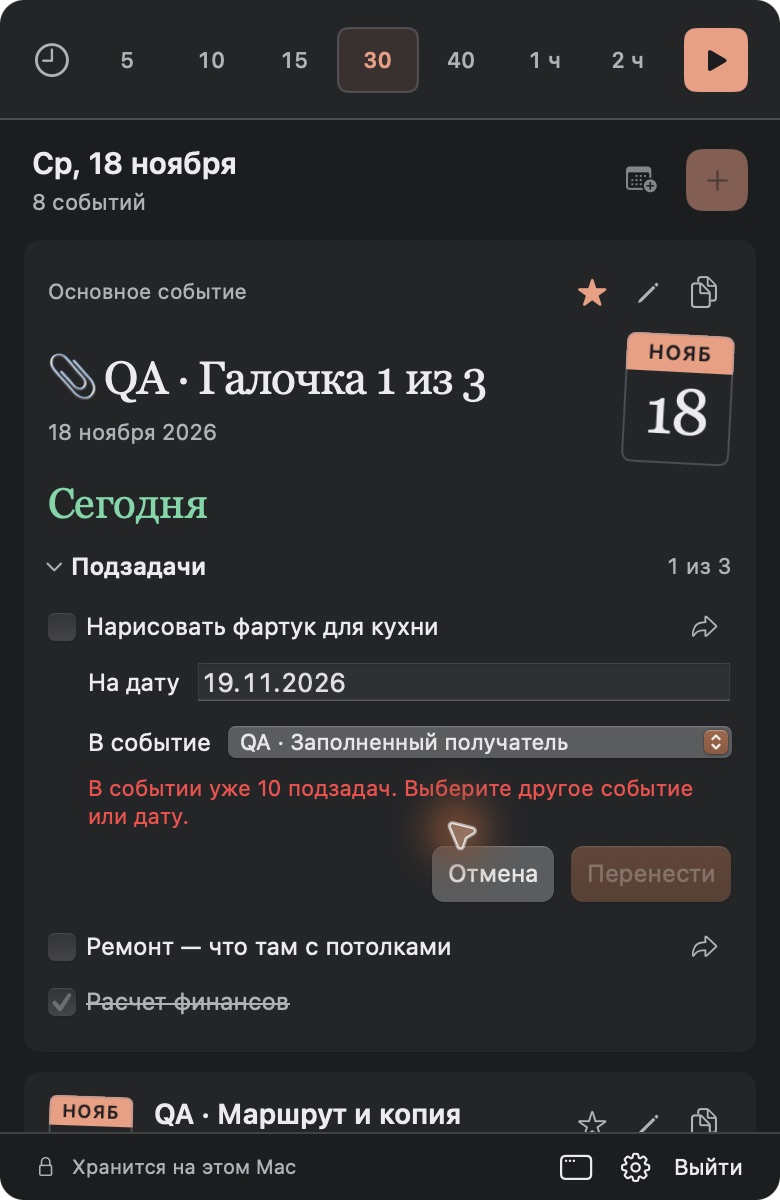 5 10 15 30 40 1 ч 2 ч
Ср, 18 ноября
8 событий
Основное событие
QA · Галочка 1 из 3
НОЯБ
18
18 ноября 2026
Сегодня
Подзадачи 1 из 3
Нарисовать фартук для кухни
На дату 19.11.2026
В событие QA · Заполненный получатель
В событии уже 10 подзадач. Выберите другое событие
или дату.
Отмена Перенести
Ремонт — что там с потолками
Расчет финансов
НОЯБ QA · Маршрут и копия
Хранится на этом Mac Выйти